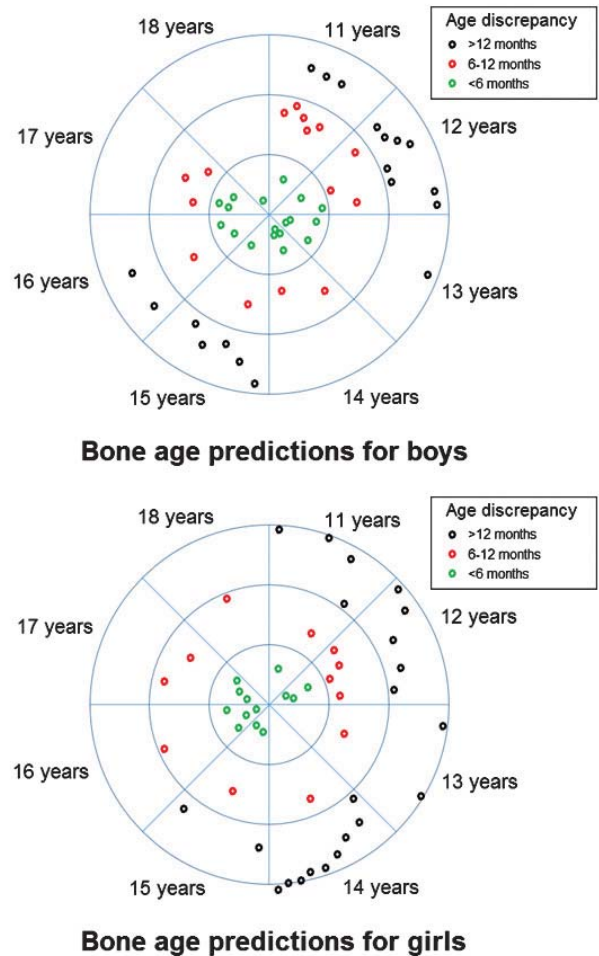 18 years
11 years
Age discrepancy
>12 months
6-12 months
<6 months
17 years
12 years
16 years
13 years
15 years
14 years
Bone age predictions for boys
18 years
11 years
Age discrepancy
>12 months
6-12 months
<6 months
17 years
12 years
16 years
13 years
15 years
14 years
Bone age predictions for girls